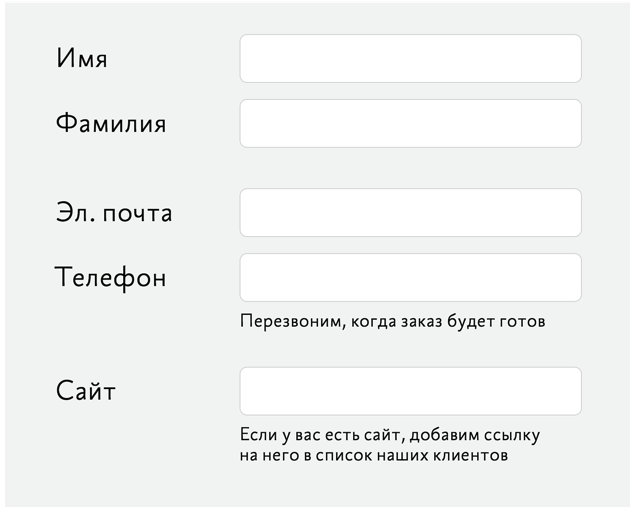 Имя
Фамилия
Эл. почта
Телефон
Перезвоним, когда заказ будет готов
Сайт
Если у вас есть сайт, добавим ссылку
на него в список наших клиентов